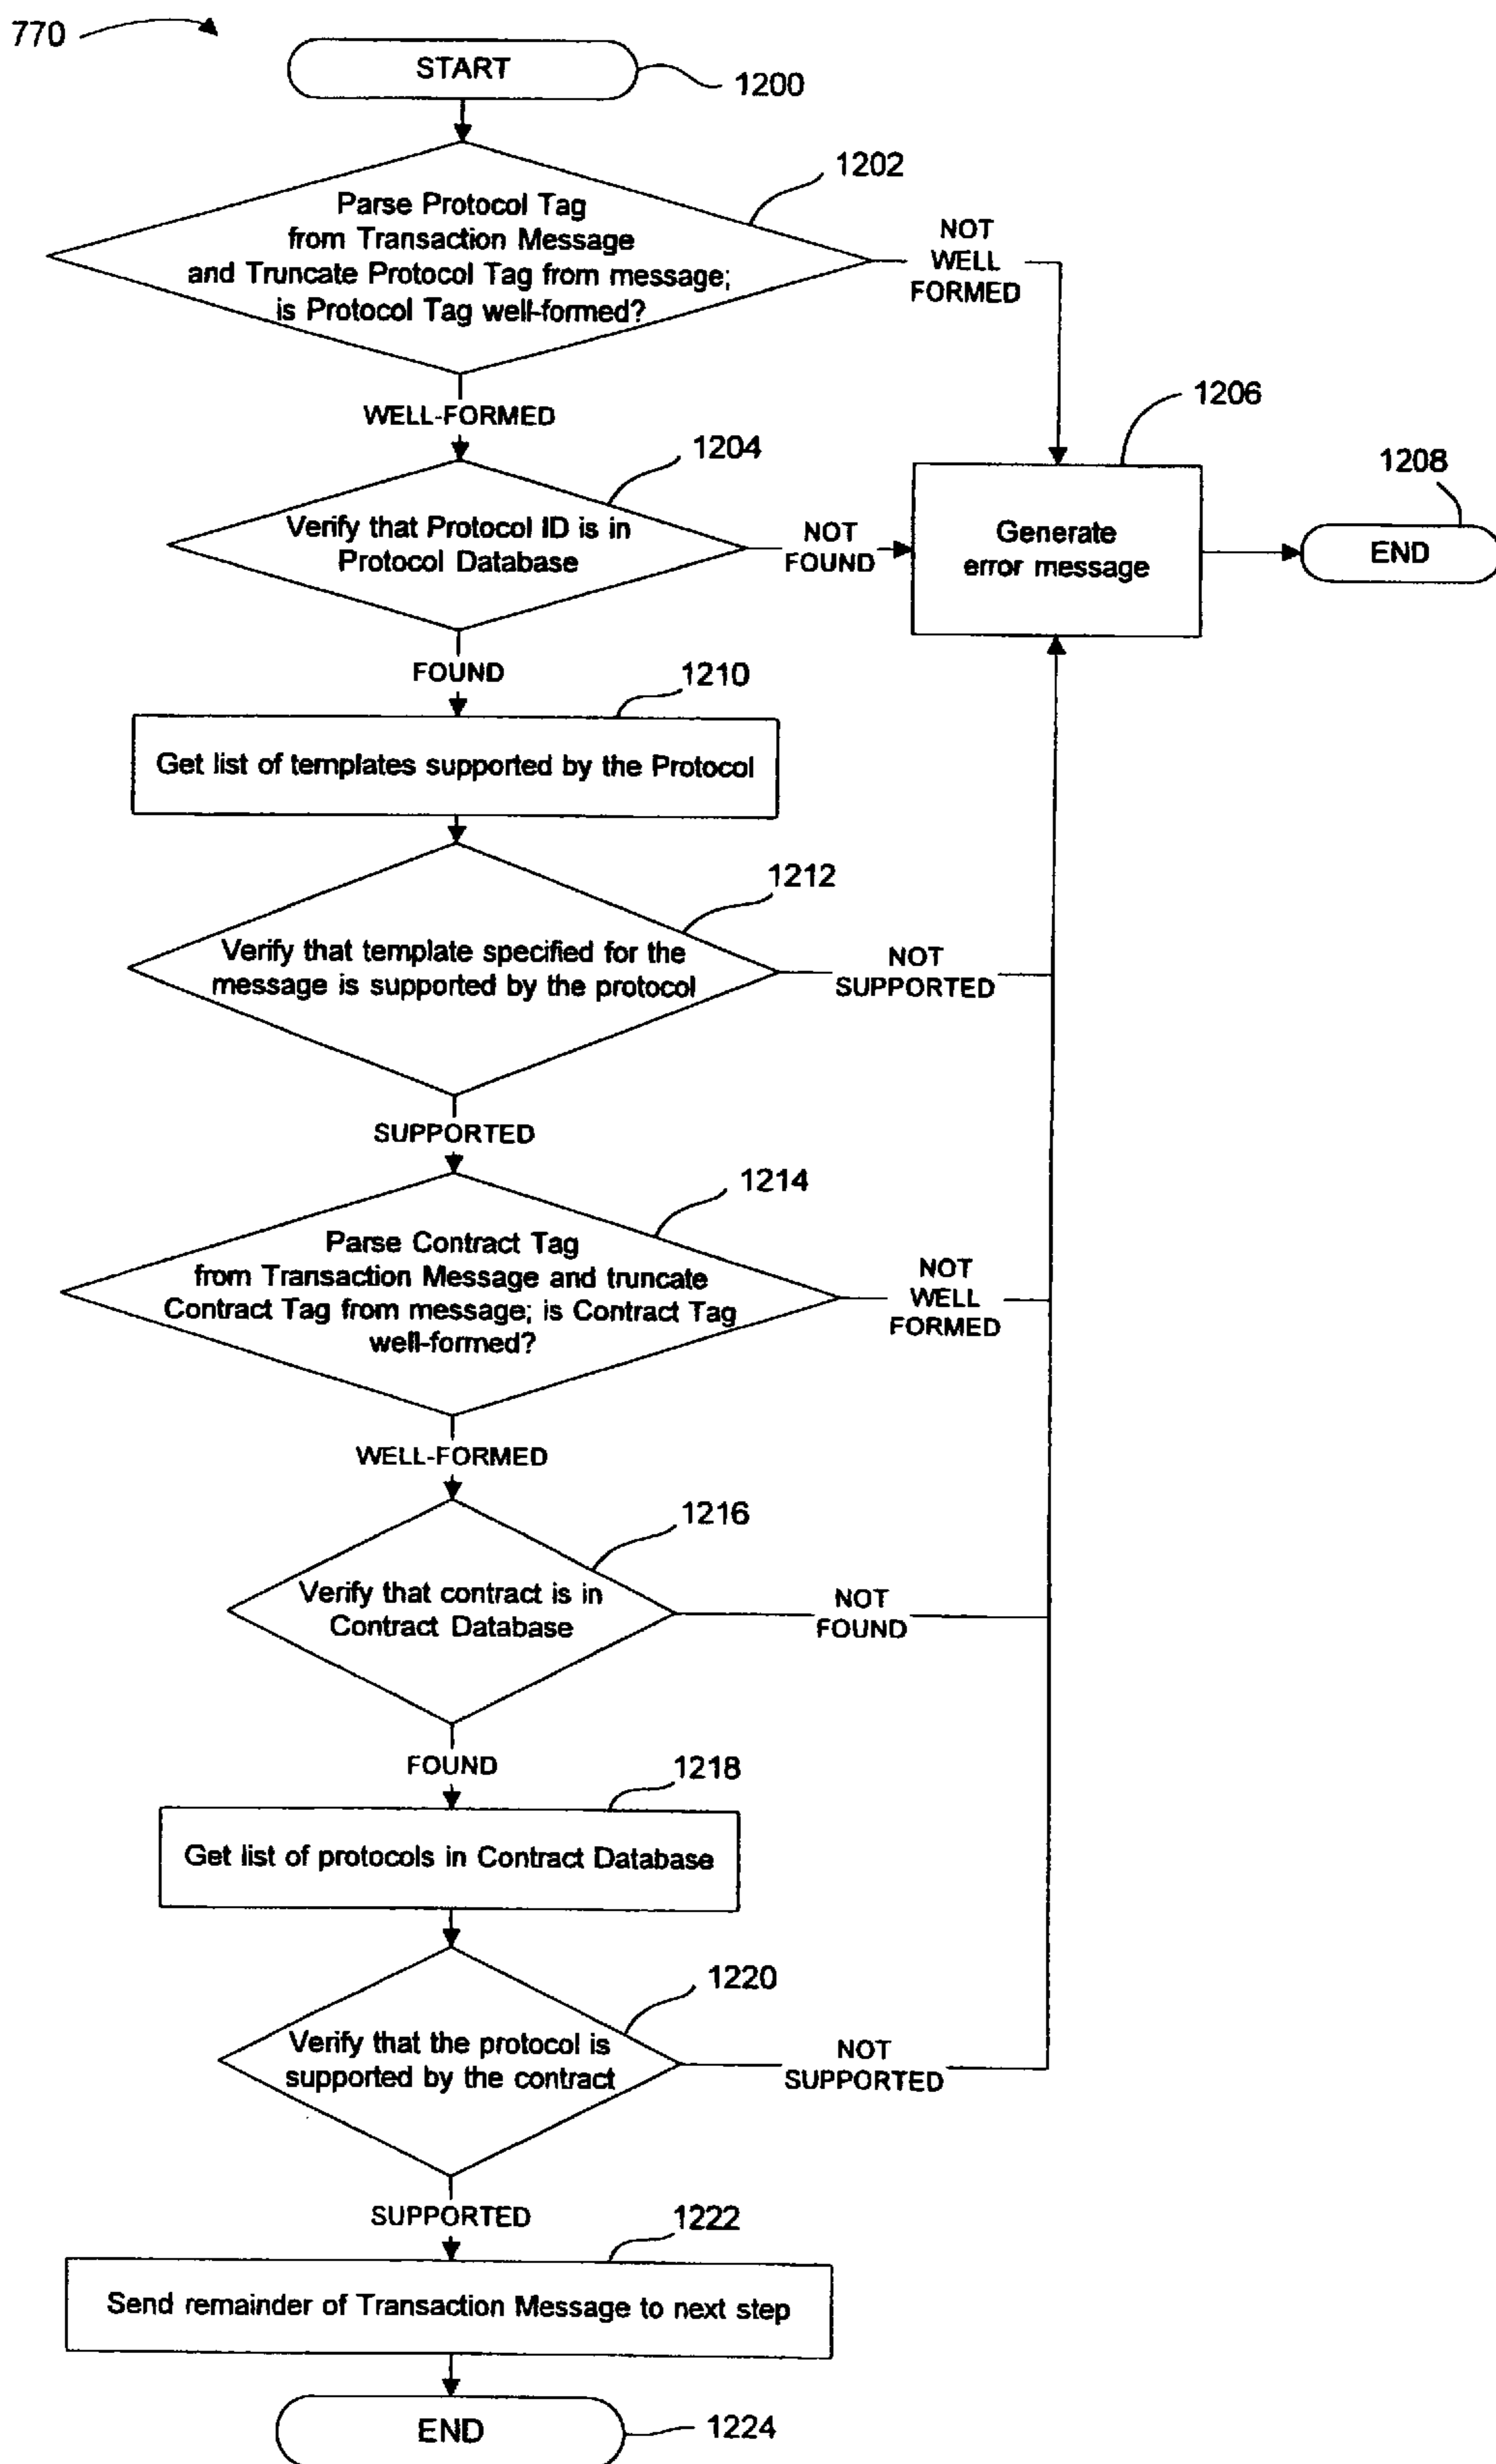 770
START
1200
1202
Parse Protocol Tag
from Transaction Message
and Truncate Protocol Tag from message;
is Protocol Tag well-formed?
NOT
WELL
FORMED
WELL-FORMED
1204
Verify that Protocol ID is in
Protocol Database
NOT
FOUND
1206
Generate
error message
1208
END
FOUND
1210
Get list of templates supported by the Protocol
1212
Verify that template specified for the
message is supported by the protocol
NOT
SUPPORTED
SUPPORTED
1214
Parse Contract Tag
from Transaction Message and truncate
Contract Tag from message; is Contract Tag
well-formed?
NOT
WELL
FORMED
WELL-FORMED
1216
Verify that contract is in
Contract Database
NOT
FOUND
FOUND
1218
Get list of protocols in Contract Database
1220
Verify that the protocol is
supported by the contract
NOT
SUPPORTED
SUPPORTED
1222
Send remainder of Transaction Message to next step
END
1224